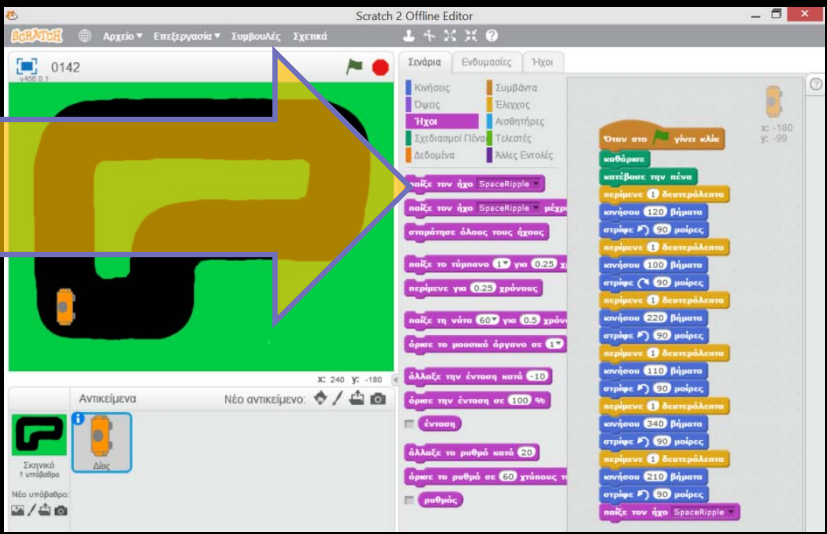 Scratch 2 Offline Editor
SCRATCH Αρχείο Επεξεργασία Συμβουλές Σχετικά
0142
v456.0.1
x: 240 y: -180
Αντικείμενα Νέο αντικείμενο:
Σκηνικό
1 υπόβαθρο
Δίας
Νέο υπόβαθρο:
Σενάρια Ενδυμασίες Ήχοι
Κινήσεις Συμβάντα
Όψεις Έλεγχος
Ήχοι Αισθητήρες
Σχεδιασμοί Πένα Τελεστές
Δεδομένα Άλλες Εντολές
παίξε τον ήχο SpaceRipple
παίξε τον ήχο SpaceRipple μέχρ
σταμάτησε όλους τους ήχους
παίξε το τύμπανο 1 για 0.25 χ
περίμενε για 0.25 χρόνους
παίξε τη νότα 60 για 0.5 χρόν
όρισε το μουσικό όργανο σε 1
άλλαξε την ένταση κατά -10
όρισε την ένταση σε 100 %
ένταση
άλλαξε το ρυθμό κατά 20
όρισε το ρυθμό σε 60 χτύπους τ
ρυθμός
x: -180
y: -99
Όταν στο γίνει κλικ
καθάρισε
κατέβασε την πένα
περίμενε 1 δευτερόλεπτα
κινήσου 120 βήματα
στρίψε 90 μοίρες
περίμενε 1 δευτερόλεπτα
κινήσου 100 βήματα
στρίψε 90 μοίρες
περίμενε 1 δευτερόλεπτα
κινήσου 220 βήματα
στρίψε 90 μοίρες
περίμενε 1 δευτερόλεπτα
κινήσου 110 βήματα
στρίψε 90 μοίρες
περίμενε 1 δευτερόλεπτα
κινήσου 340 βήματα
στρίψε 90 μοίρες
περίμενε 1 δευτερόλεπτα
κινήσου 210 βήματα
στρίψε 90 μοίρες
παίξε τον ήχο SpaceRipple